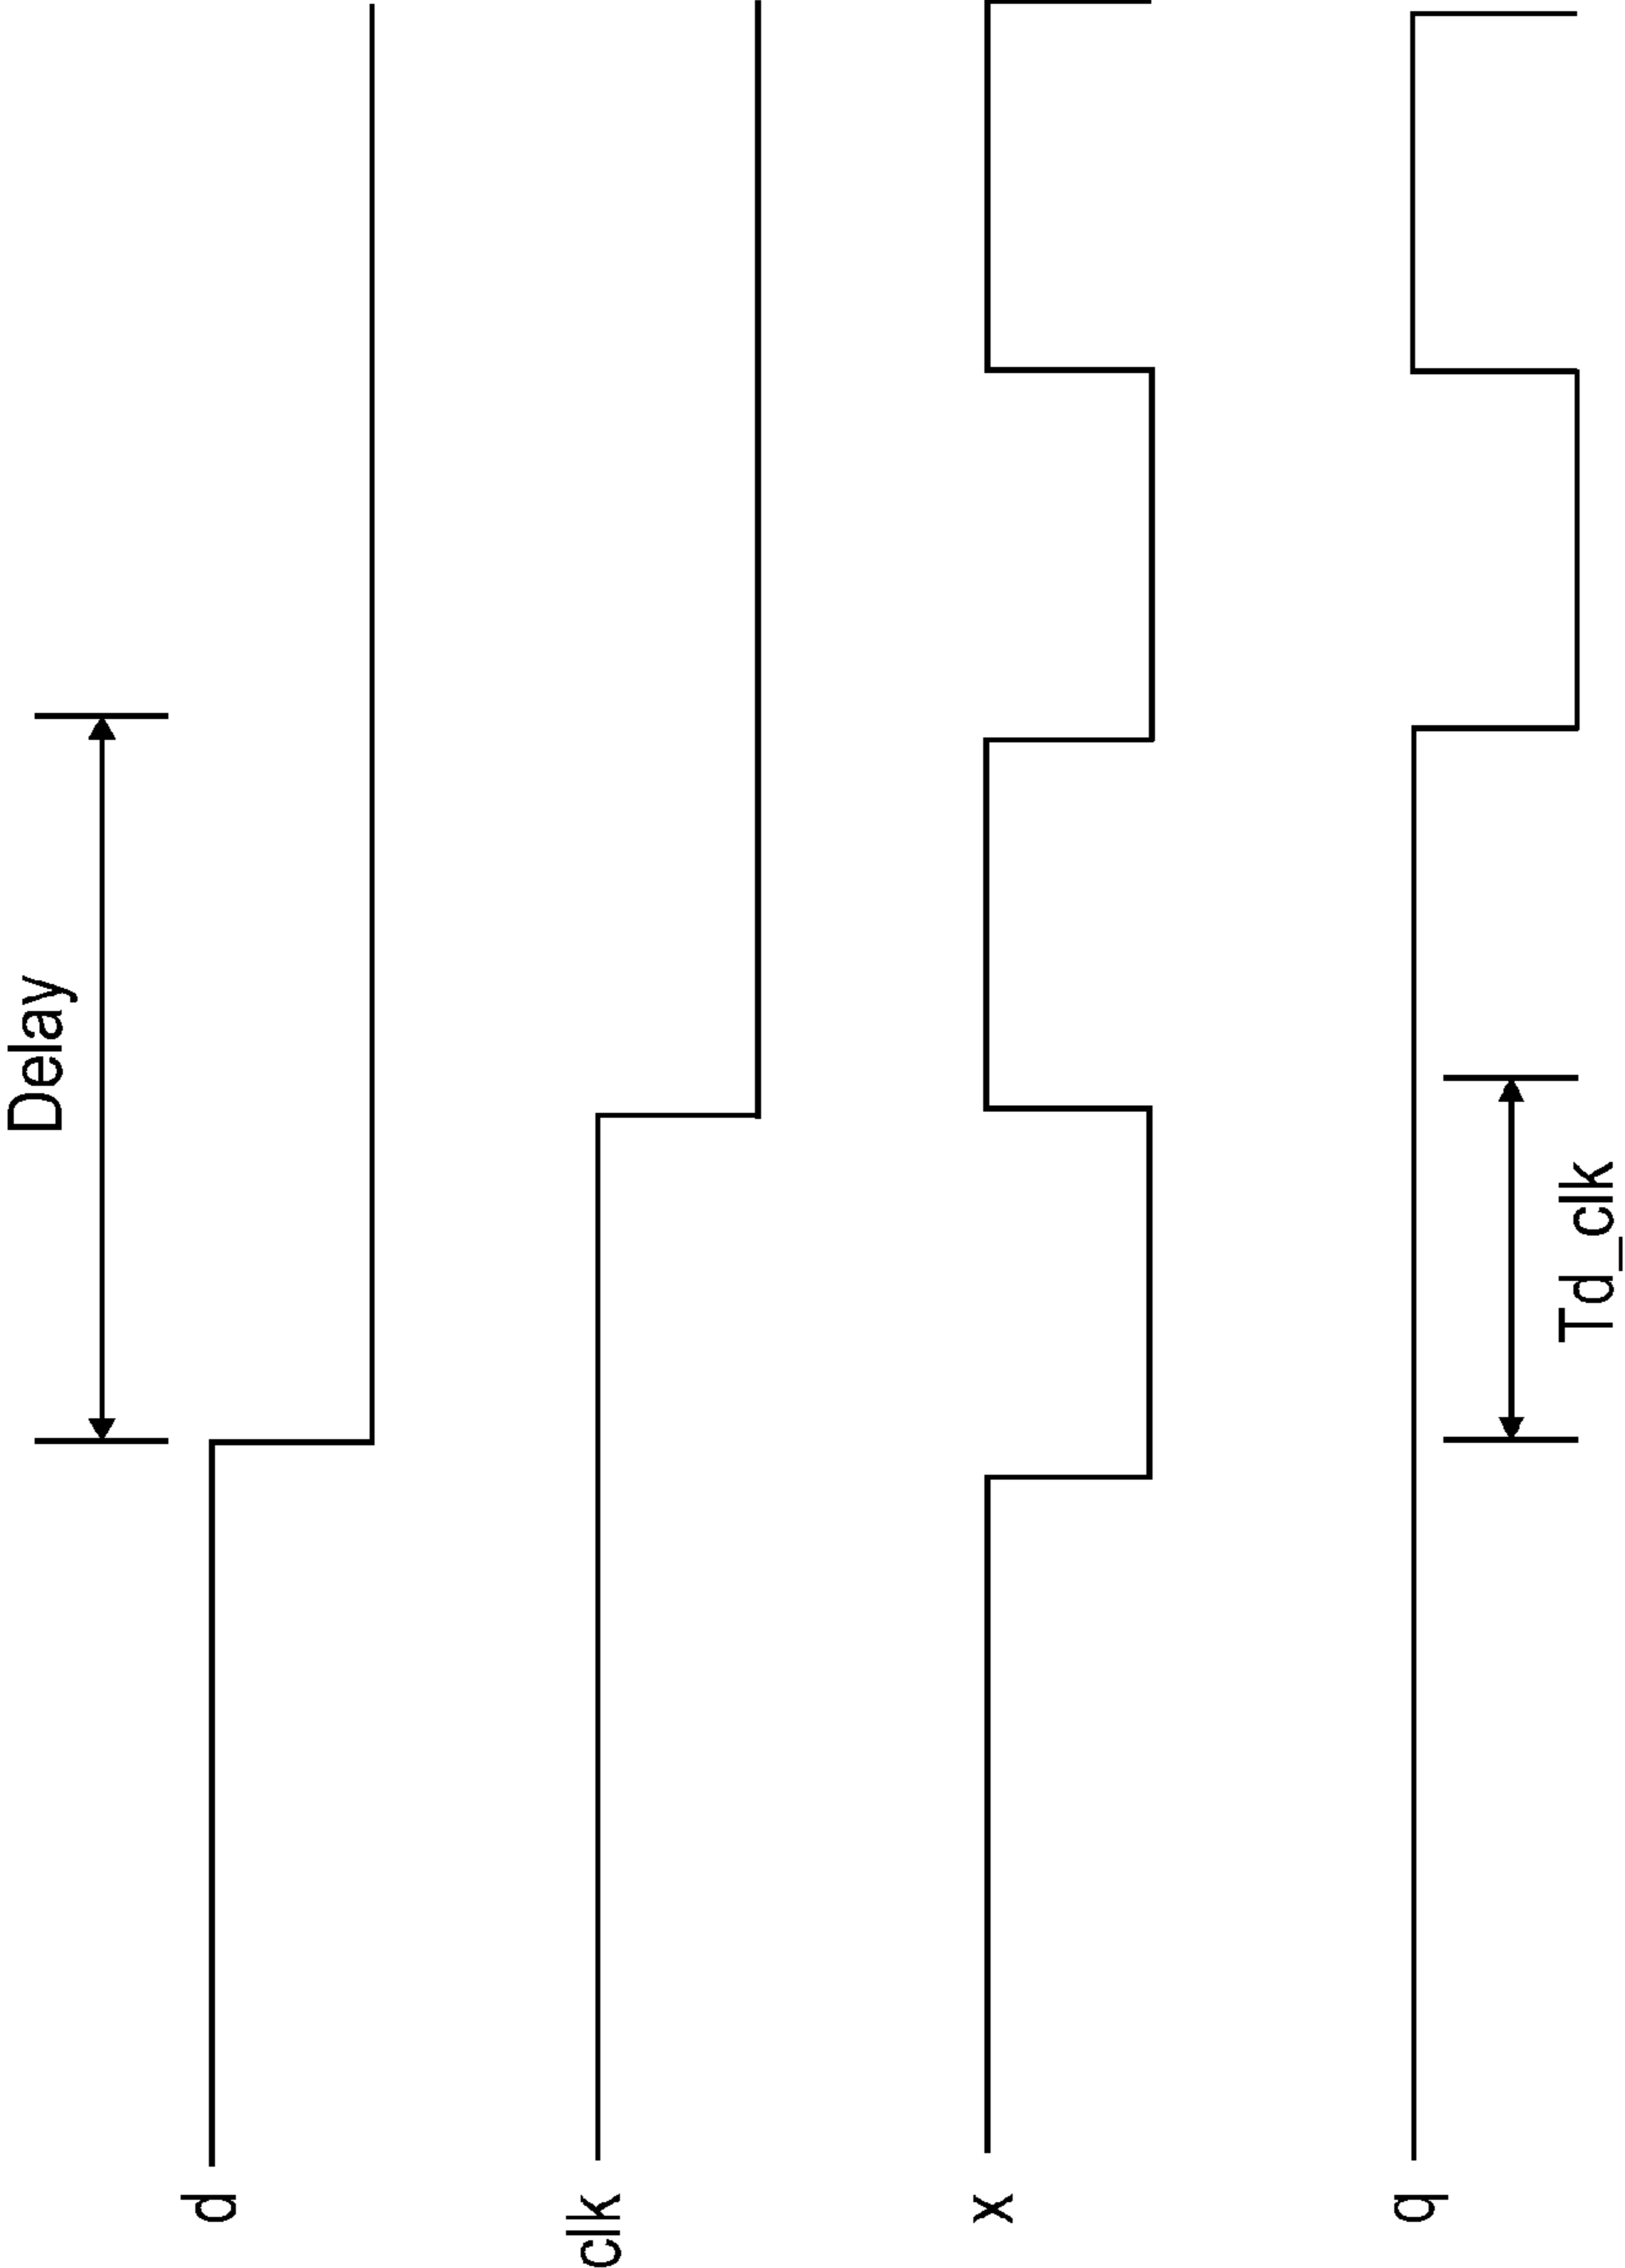 Delay
d
clk
x
q
Td_clk